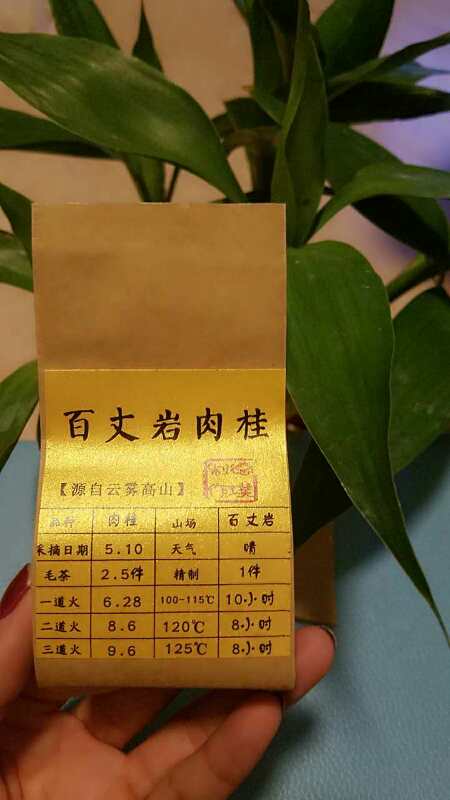 百丈岩肉桂
【源自云雾高山】
品种 肉桂 山场 百丈岩
采摘日期 5.10 天气 晴
毛茶 2.5件 精制 1件
一道火 6.28 100-115℃ 10小时
二道火 8.6 120℃ 8小时
三道火 9.6 125℃ 8小时